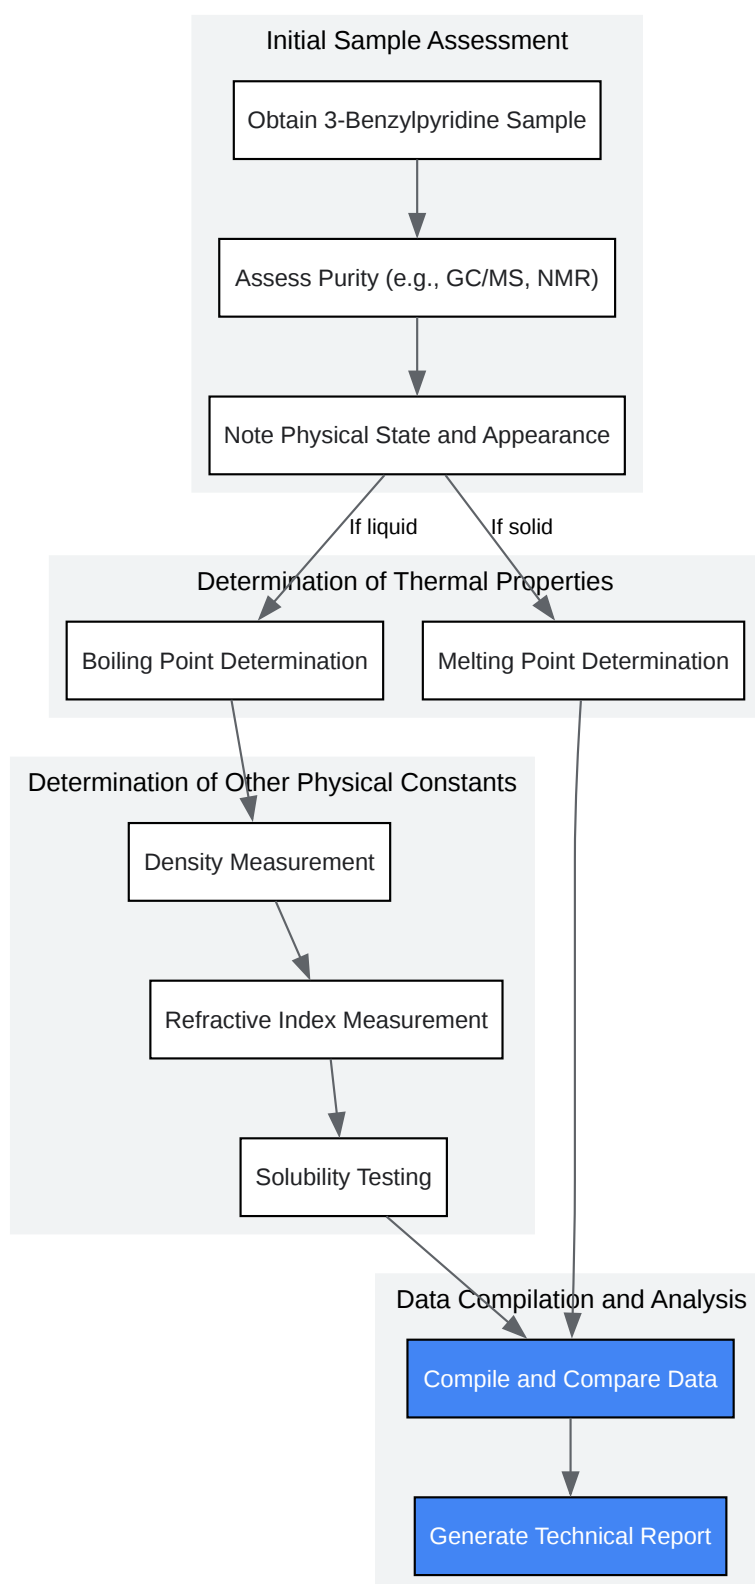 Initial Sample Assessment
Obtain 3-Benzylpyridine Sample
Assess Purity (e.g., GC/MS, NMR)
Note Physical State and Appearance
If liquid
If solid
Determination of Thermal Properties
Boiling Point Determination
Melting Point Determination
Determination of Other Physical Constants
Density Measurement
Refractive Index Measurement
Solubility Testing
Data Compilation and Analysis
Compile and Compare Data
Generate Technical Report